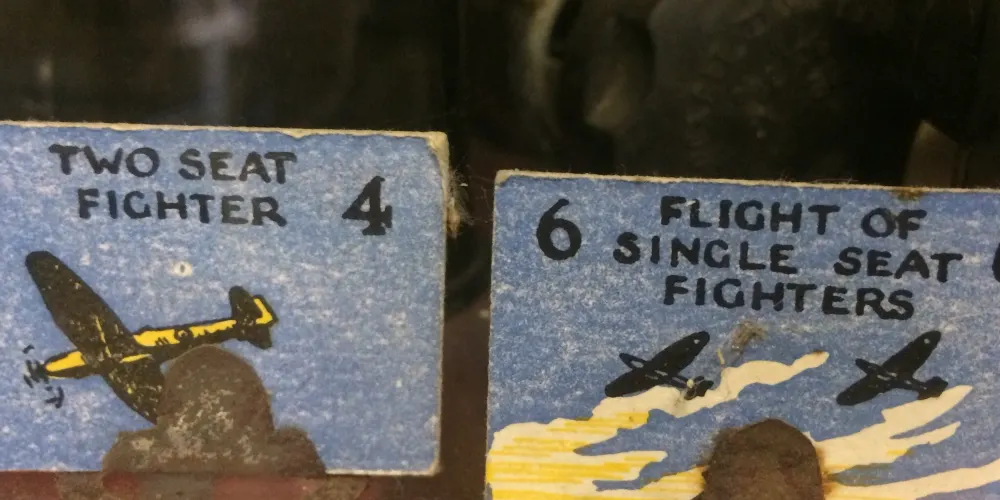 TWO SEAT
FIGHTER
4
6
FLIGHT OF
SINGLE SEAT
FIGHTERS